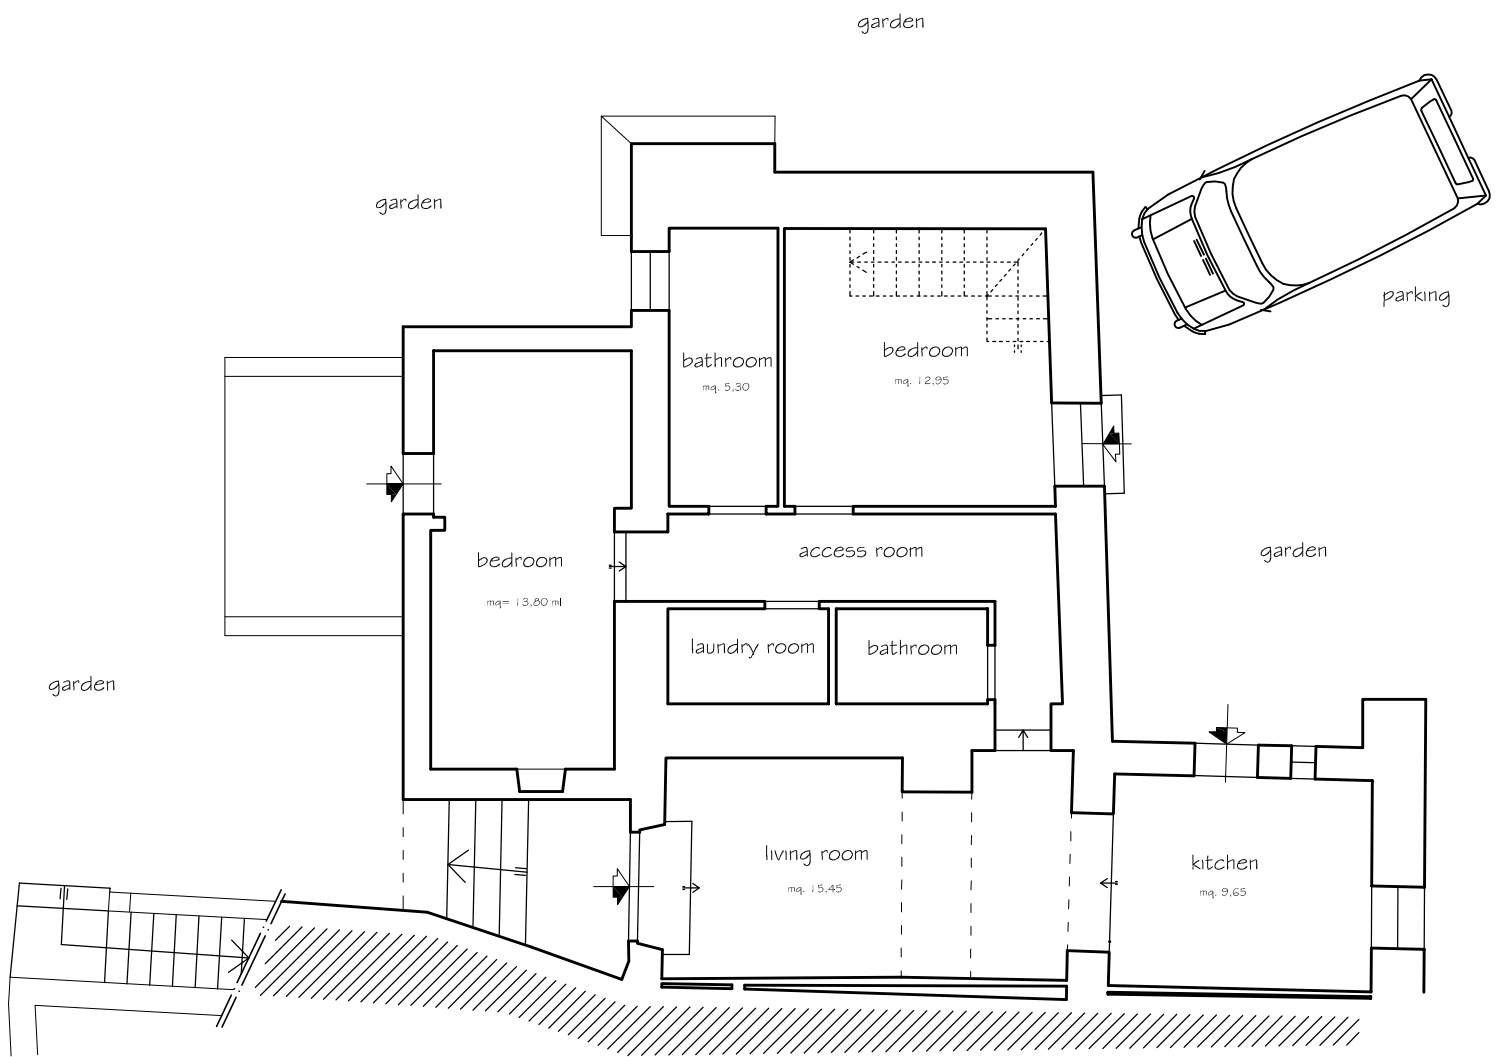 garden
garden
parking
bedroom
mq. 12,95
bathroom
mq. 5,30
access room
garden
bedroom
mq= 13,80 ml
laundry room
bathroom
garden
living room
mq. 15,45
kitchen
mq. 9,65